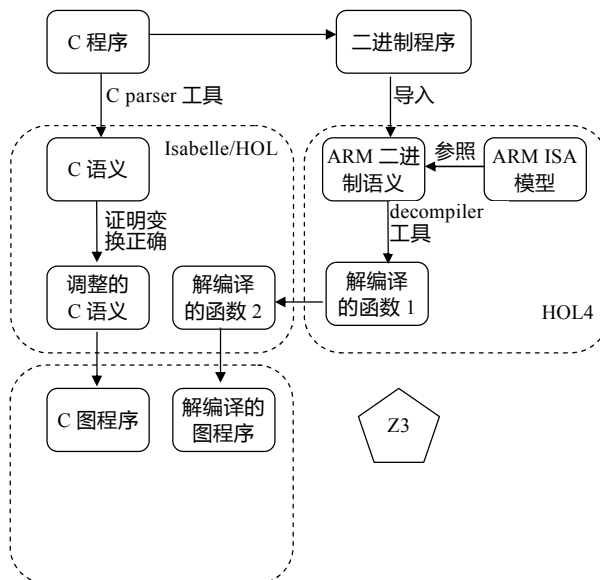 C 程序
二进制程序
C parser 工具
导入
Isabelle/HOL
C 语义
ARM 二进
制语义
参照
ARM ISA
模型
证明变
换正确
decompiler
工具
调整的
C 语义
解编译
的函数 2
解编译
的函数 1
HOL4
C 图程序
解编译的
图程序
Z3